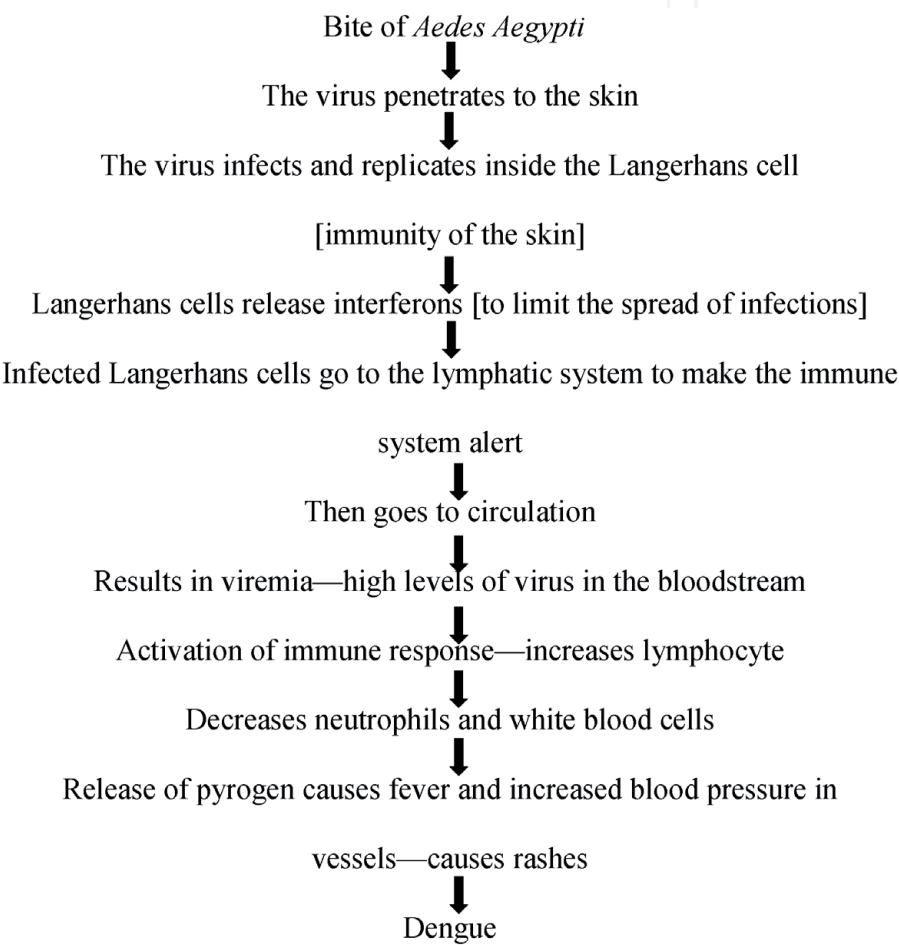 Bite of Aedes Aegypti
The virus penetrates to the skin
The virus infects and replicates inside the Langerhans cell
[immunity of the skin]
Langerhans cells release interferons [to limit the spread of infections]
Infected Langerhans cells go to the lymphatic system to make the immune
system alert
Then goes to circulation
Results in viremia—high levels of virus in the bloodstream
Activation of immune response—increases lymphocyte
Decreases neutrophils and white blood cells
Release of pyrogen causes fever and increased blood pressure in
vessels—causes rashes
Dengue